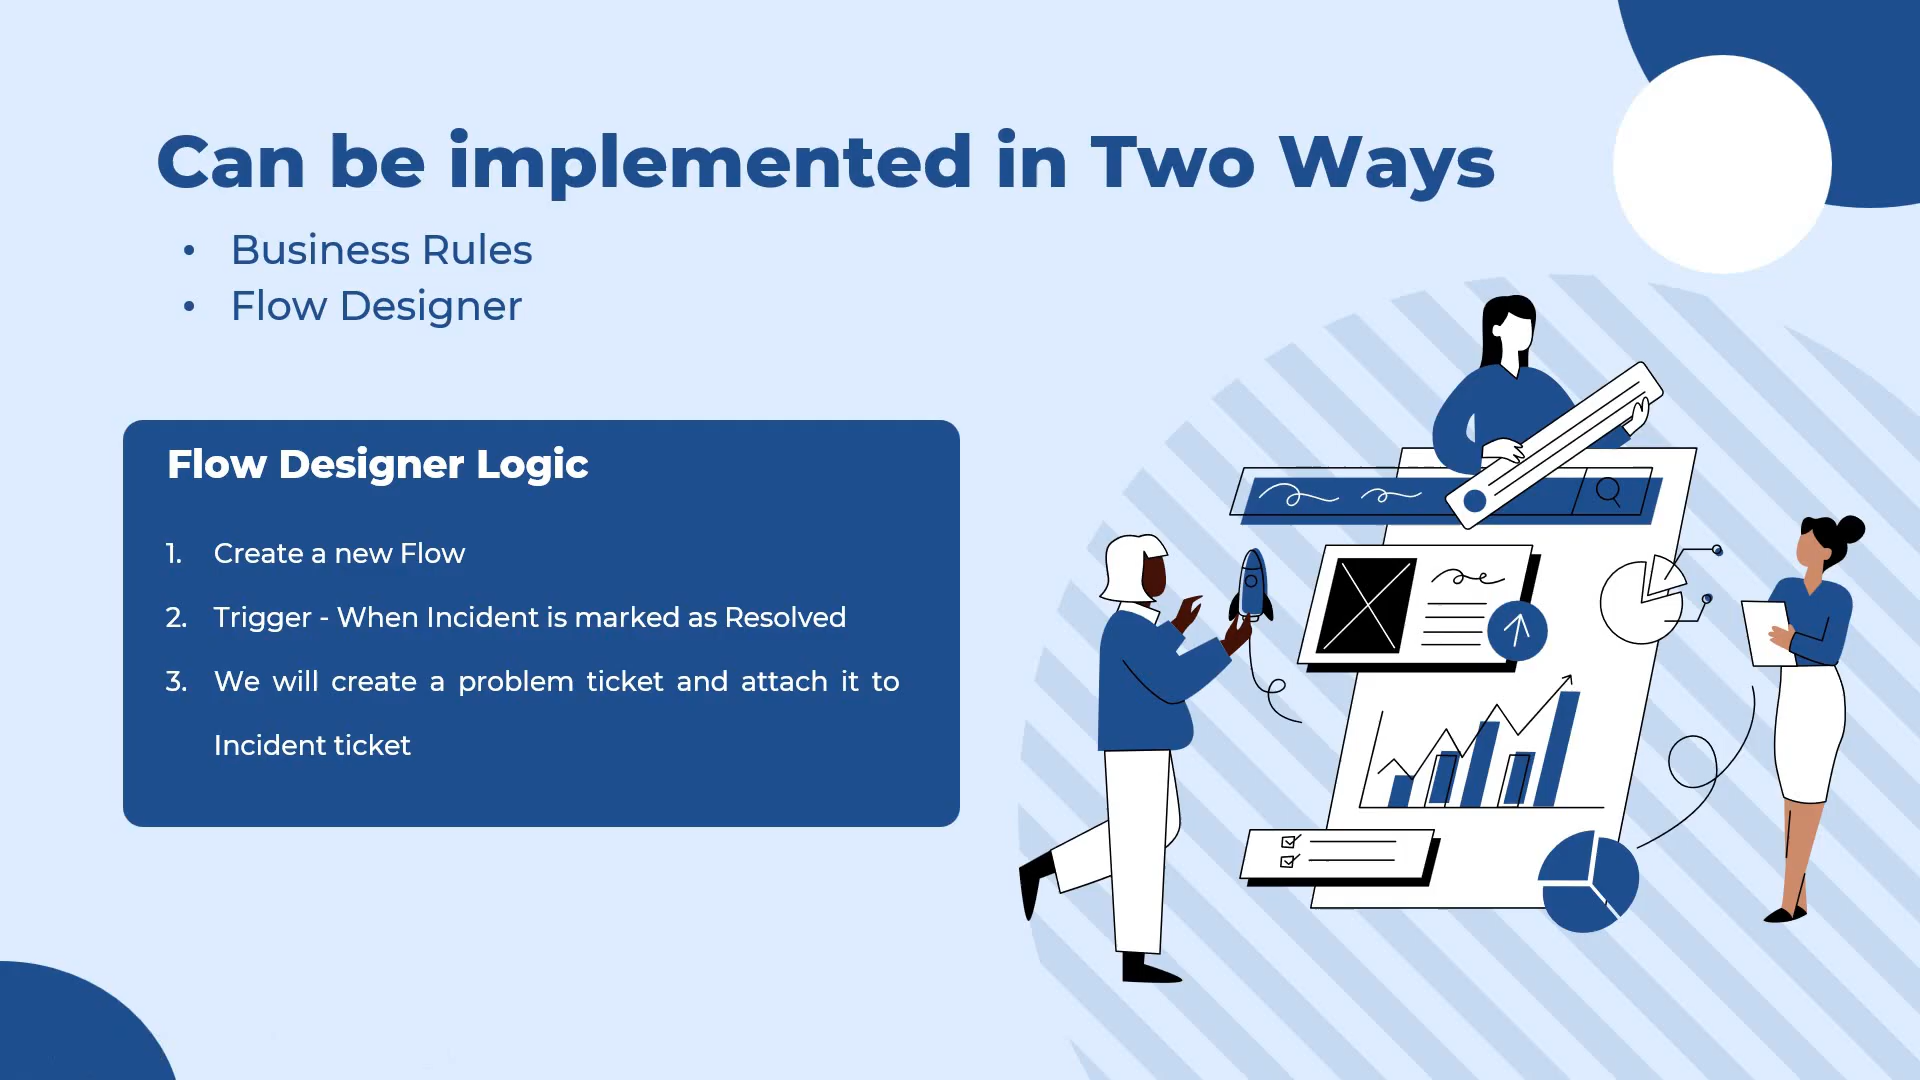 Can be implemented in Two Ways
• Business Rules
• Flow Designer
Flow Designer Logic
1. Create a new Flow
2. Trigger - When Incident is marked as Resolved
3. We will create a problem ticket and attach it to
Incident ticket